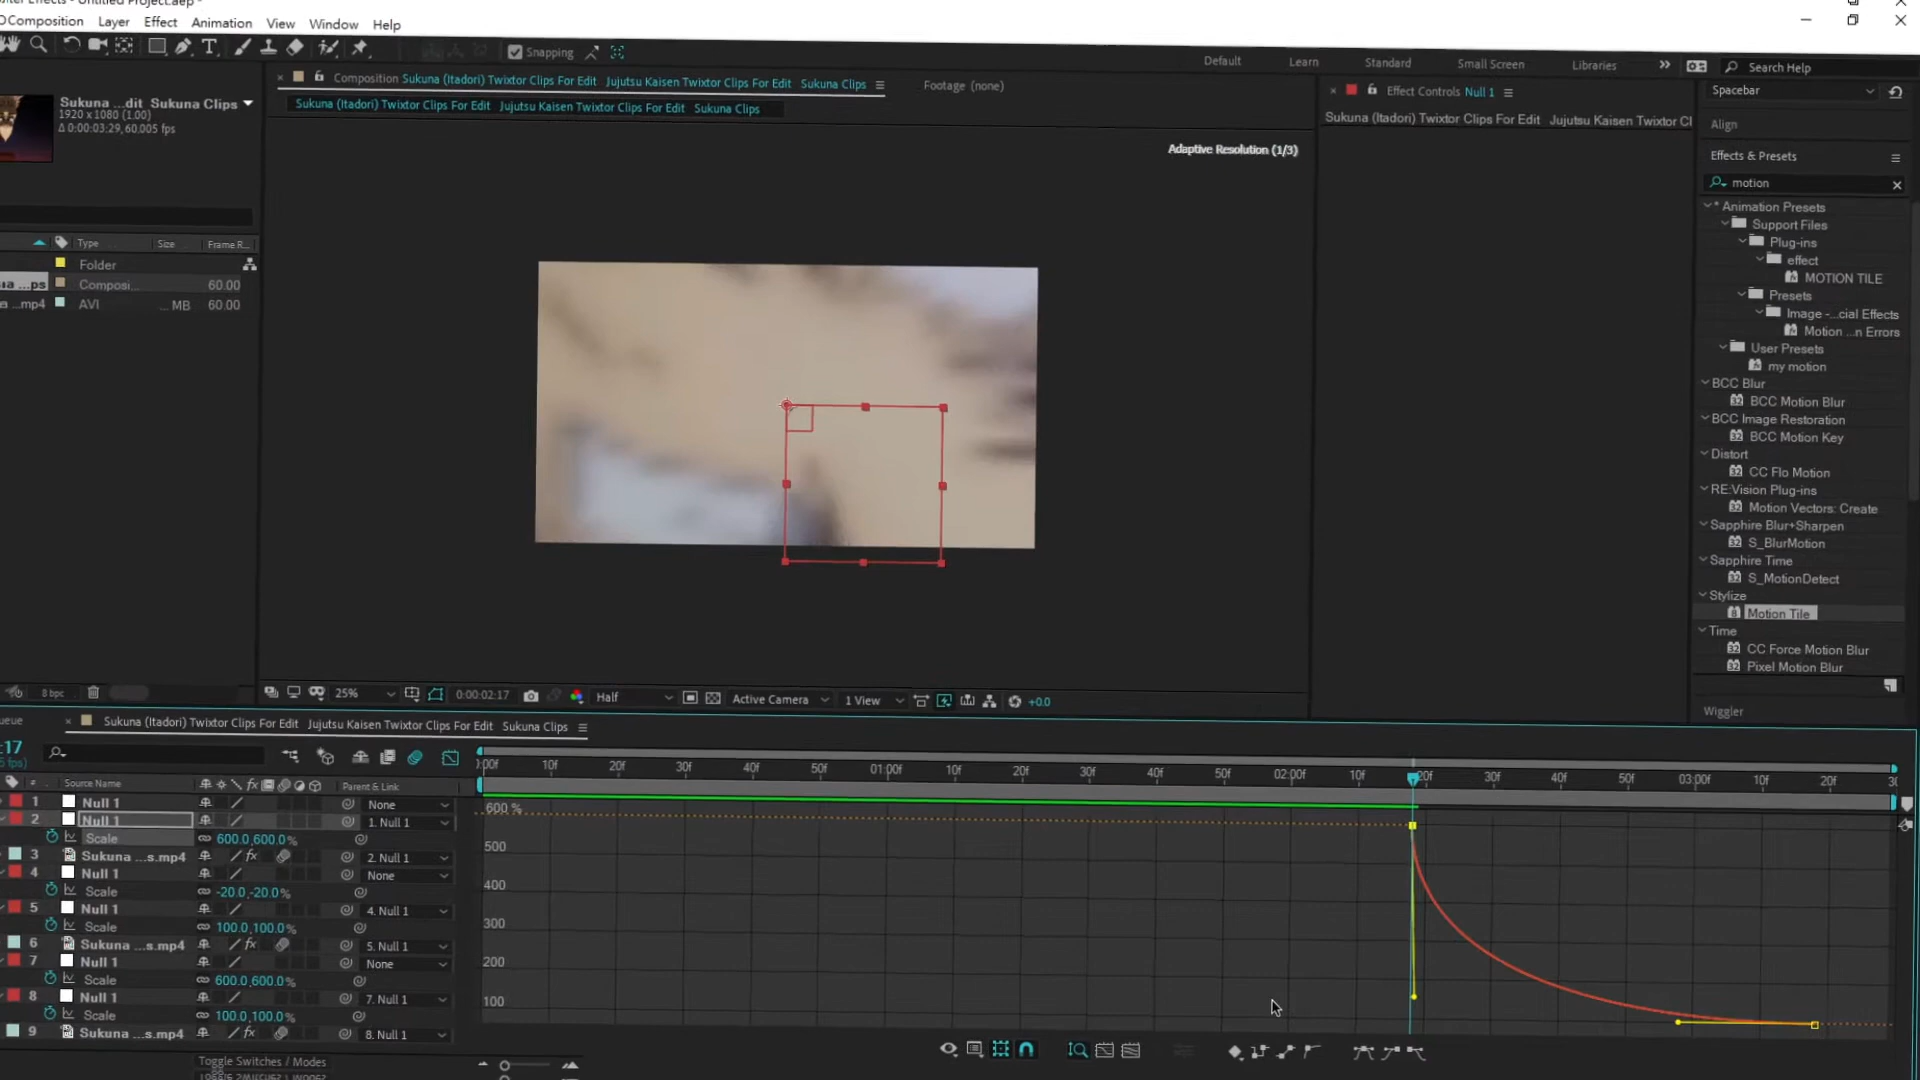 After Effects - Untitled Project.aep *
Composition Layer Effect Animation View Window Help
Snapping
Default Learn Standard Small Screen Libraries Search Help
Composition Sukuna (Itadori) Twixtor Clips For Edit Jujutsu Kaisen Twixtor Clips For Edit Sukuna Clips
Footage (none)
Sukuna (Itadori) Twixtor Clips For Edit Jujutsu Kaisen Twixtor Clips For Edit Sukuna Clips
Adaptive Resolution (1/3)
Sukuna ...dit Sukuna Clips
1920 x 1080 (1.00)
Δ 0:00:03:29, 60.005 fps
Type Size Frame R...
Folder
...ps Composi... 60.00
...mp4 AVI ... MB 60.00
8 bpc
Effect Controls Null 1
Sukuna (Itadori) Twixtor Clips For Edit Jujutsu Kaisen Twixtor Cl
Spacebar
Align
Effects & Presets
motion
* Animation Presets
Support Files
Plug-ins
effect
MOTION TILE
Presets
Image -...cial Effects
Motion ...n Errors
User Presets
my motion
BCC Blur
BCC Motion Blur
BCC Image Restoration
BCC Motion Key
Distort
CC Flo Motion
RE:Vision Plug-ins
Motion Vectors: Create
Sapphire Blur+Sharpen
S_BlurMotion
Sapphire Time
S_MotionDetect
Stylize
Motion Tile
Time
CC Force Motion Blur
Pixel Motion Blur
Wiggler
25% 0:00:02:17 Half Active Camera 1 View +0.0
Sukuna (Itadori) Twixtor Clips For Edit Jujutsu Kaisen Twixtor Clips For Edit Sukuna Clips
:17
fps)
:00f 10f 20f 30f 40f 50f 01:00f 10f 20f 30f 40f 50f 02:00f 10f 20f 30f 40f 50f 03:00f 10f 20f
# Source Name fx Parent & Link
1 Null 1 None
2 Null 1 1. Null 1
Scale 600.0,600.0%
3 Sukuna ...s.mp4 fx 2. Null 1
4 Null 1 None
Scale -20.0,-20.0%
5 Null 1 4. Null 1
Scale 100.0,100.0%
6 Sukuna ...s.mp4 fx 5. Null 1
7 Null 1 None
Scale 600.0,600.0%
8 Null 1 7. Null 1
Scale 100.0,100.0%
9 Sukuna ...s.mp4 fx 8. Null 1
600 %
500
400
300
200
100
Toggle Switches / Modes